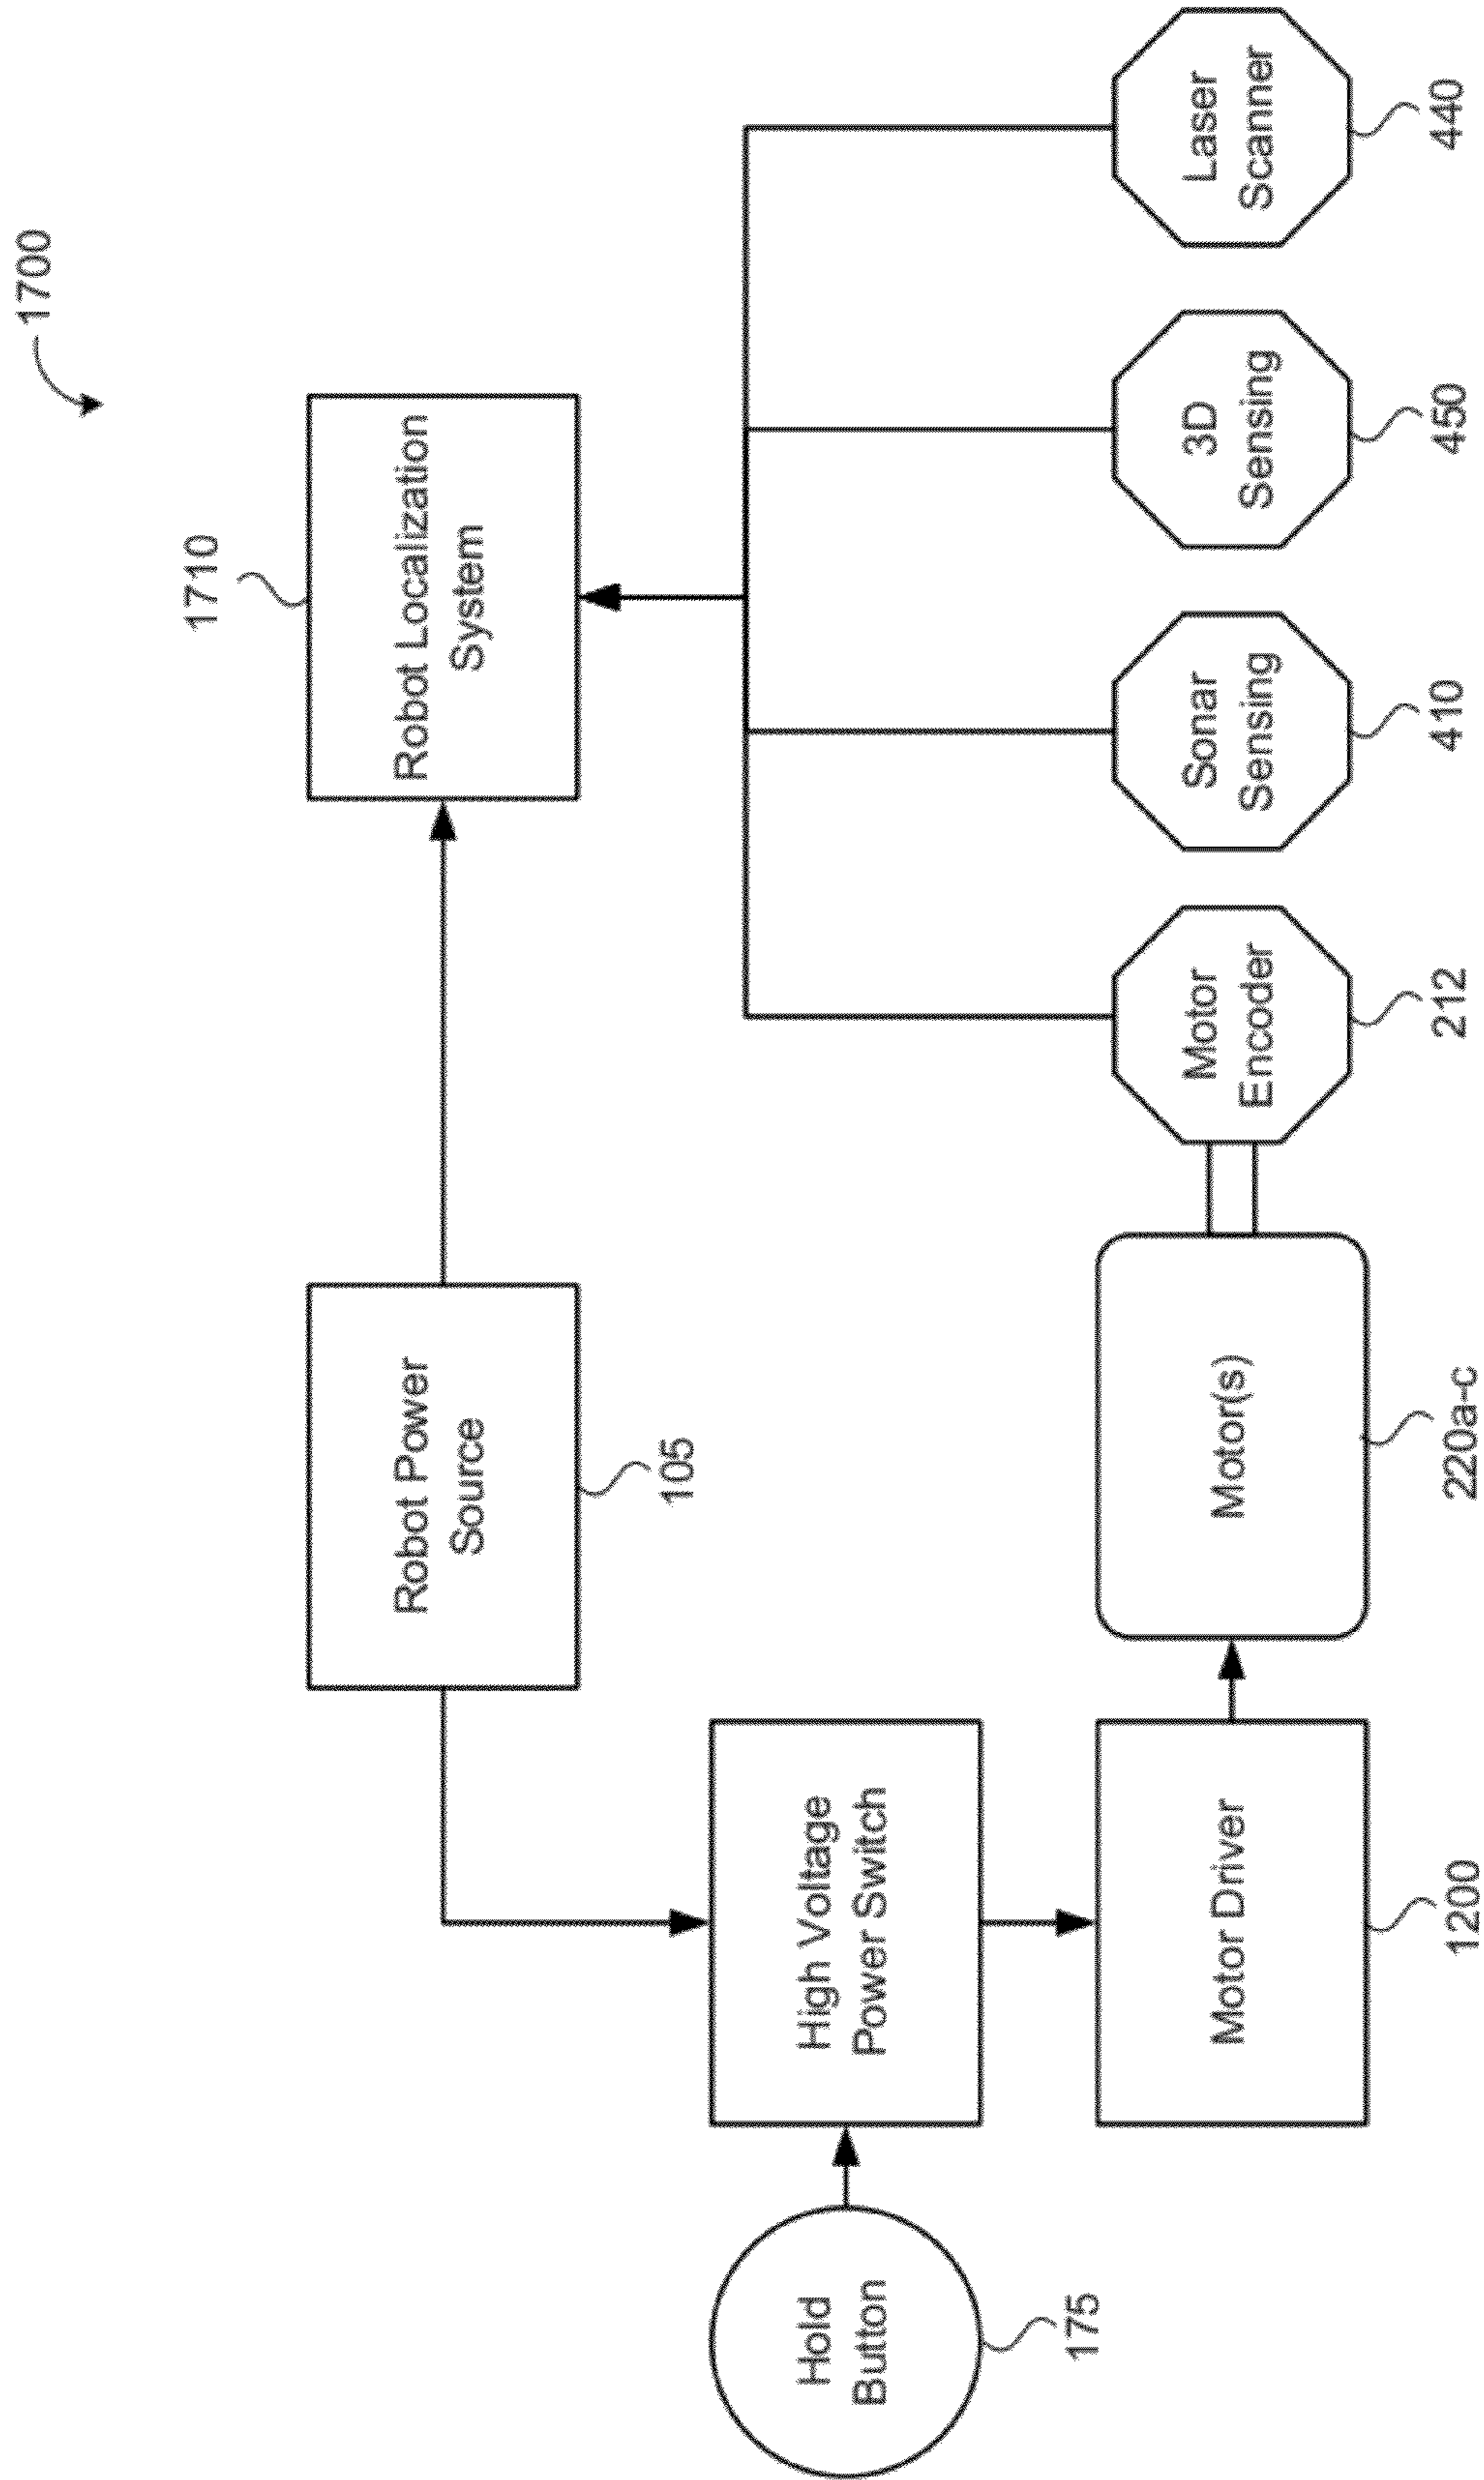 1700
1710
Robot Localization
System
Robot Power
Source
105
High Voltage
Power Switch
Hold
Button
175
Motor Driver
1200
Motor(s)
220a-c
Motor
Encoder
212
Sonar
Sensing
410
3D
Sensing
450
Laser
Scanner
440